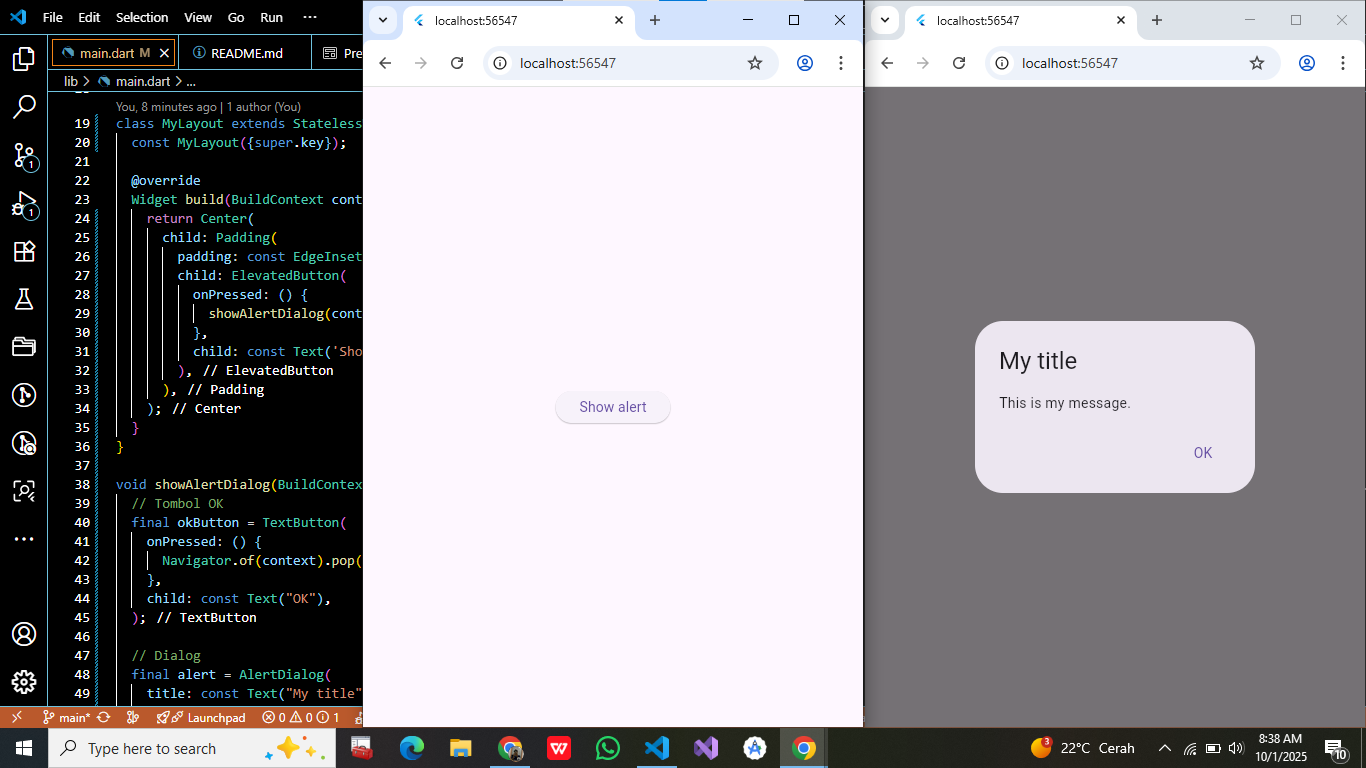 File Edit Selection View Go Run ···
main.dart M
README.md
Pre
lib > main.dart > ...
You, 8 minutes ago | 1 author (You)
19 class MyLayout extends Stateless
20 const MyLayout({super.key});
21
22 @override
23 Widget build(BuildContext cont
24 return Center(
25 child: Padding(
26 padding: const EdgeInset
27 child: ElevatedButton(
28 onPressed: () {
29 showAlertDialog(cont
30 },
31 child: const Text('Sho
32 ), // ElevatedButton
33 ), // Padding
34 ); // Center
35 }
36 }
37
38 void showAlertDialog(BuildContex
39 // Tombol OK
40 final okButton = TextButton(
41 onPressed: () {
42 Navigator.of(context).pop(
43 },
44 child: const Text("OK"),
45 ); // TextButton
46
47 // Dialog
48 final alert = AlertDialog(
49 title: const Text("My title"
1
1
main* Launchpad 0 0 1
localhost:56547
localhost:56547
Show alert
localhost:56547
localhost:56547
My title
This is my message.
OK
Type here to search
3
22°C Cerah
8:38 AM
10/1/2025
10